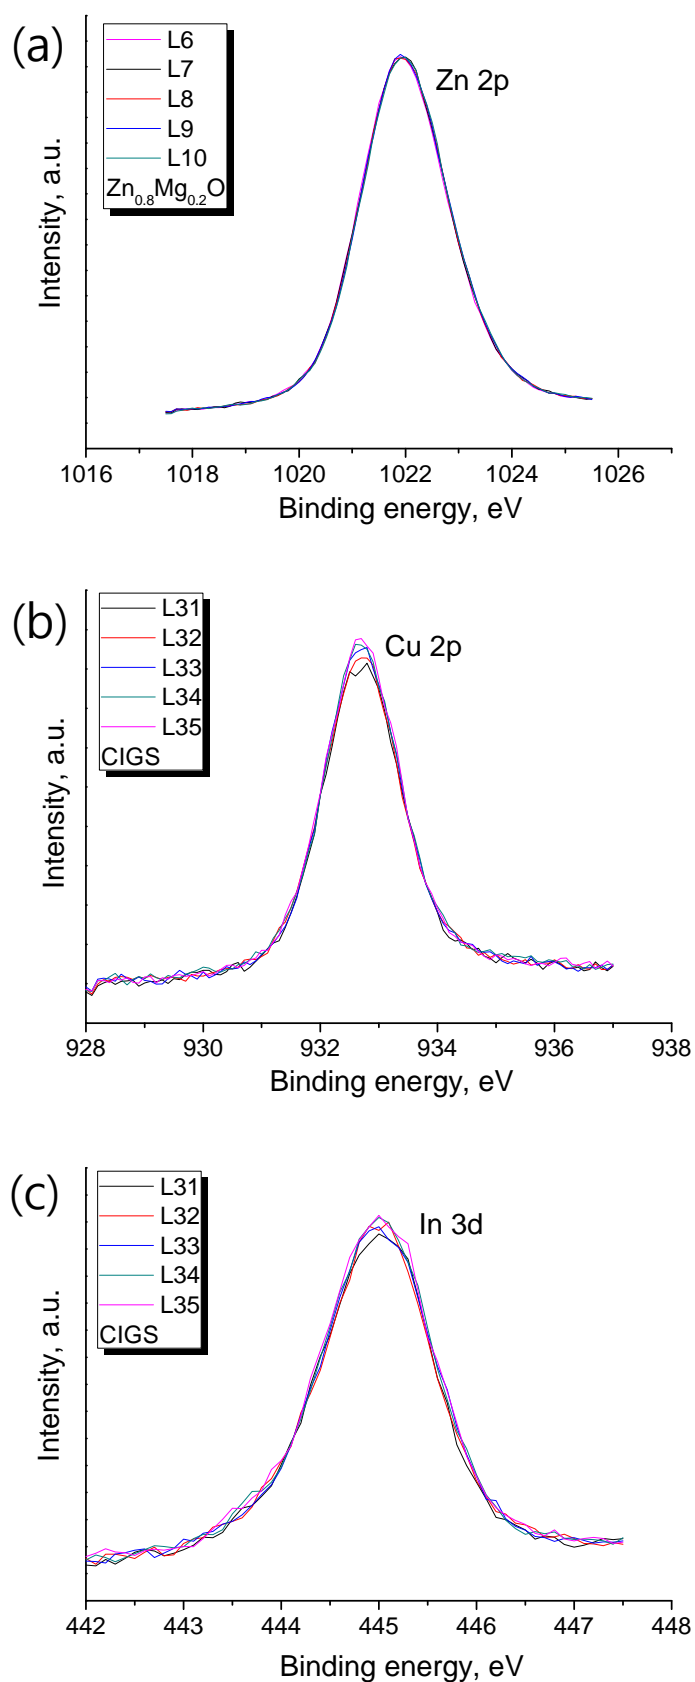 (a)
L6
L7
L8
L9
L10
Zn0.8Mg0.2O
Zn 2p
Intensity, a.u.
1016 1018 1020 1022 1024 1026
Binding energy, eV
(b)
L31
L32
L33
L34
L35
CIGS
Cu 2p
Intensity, a.u.
928 930 932 934 936 938
Binding energy, eV
(c)
L31
L32
L33
L34
L35
CIGS
In 3d
Intensity, a.u.
442 443 444 445 446 447 448
Binding energy, eV